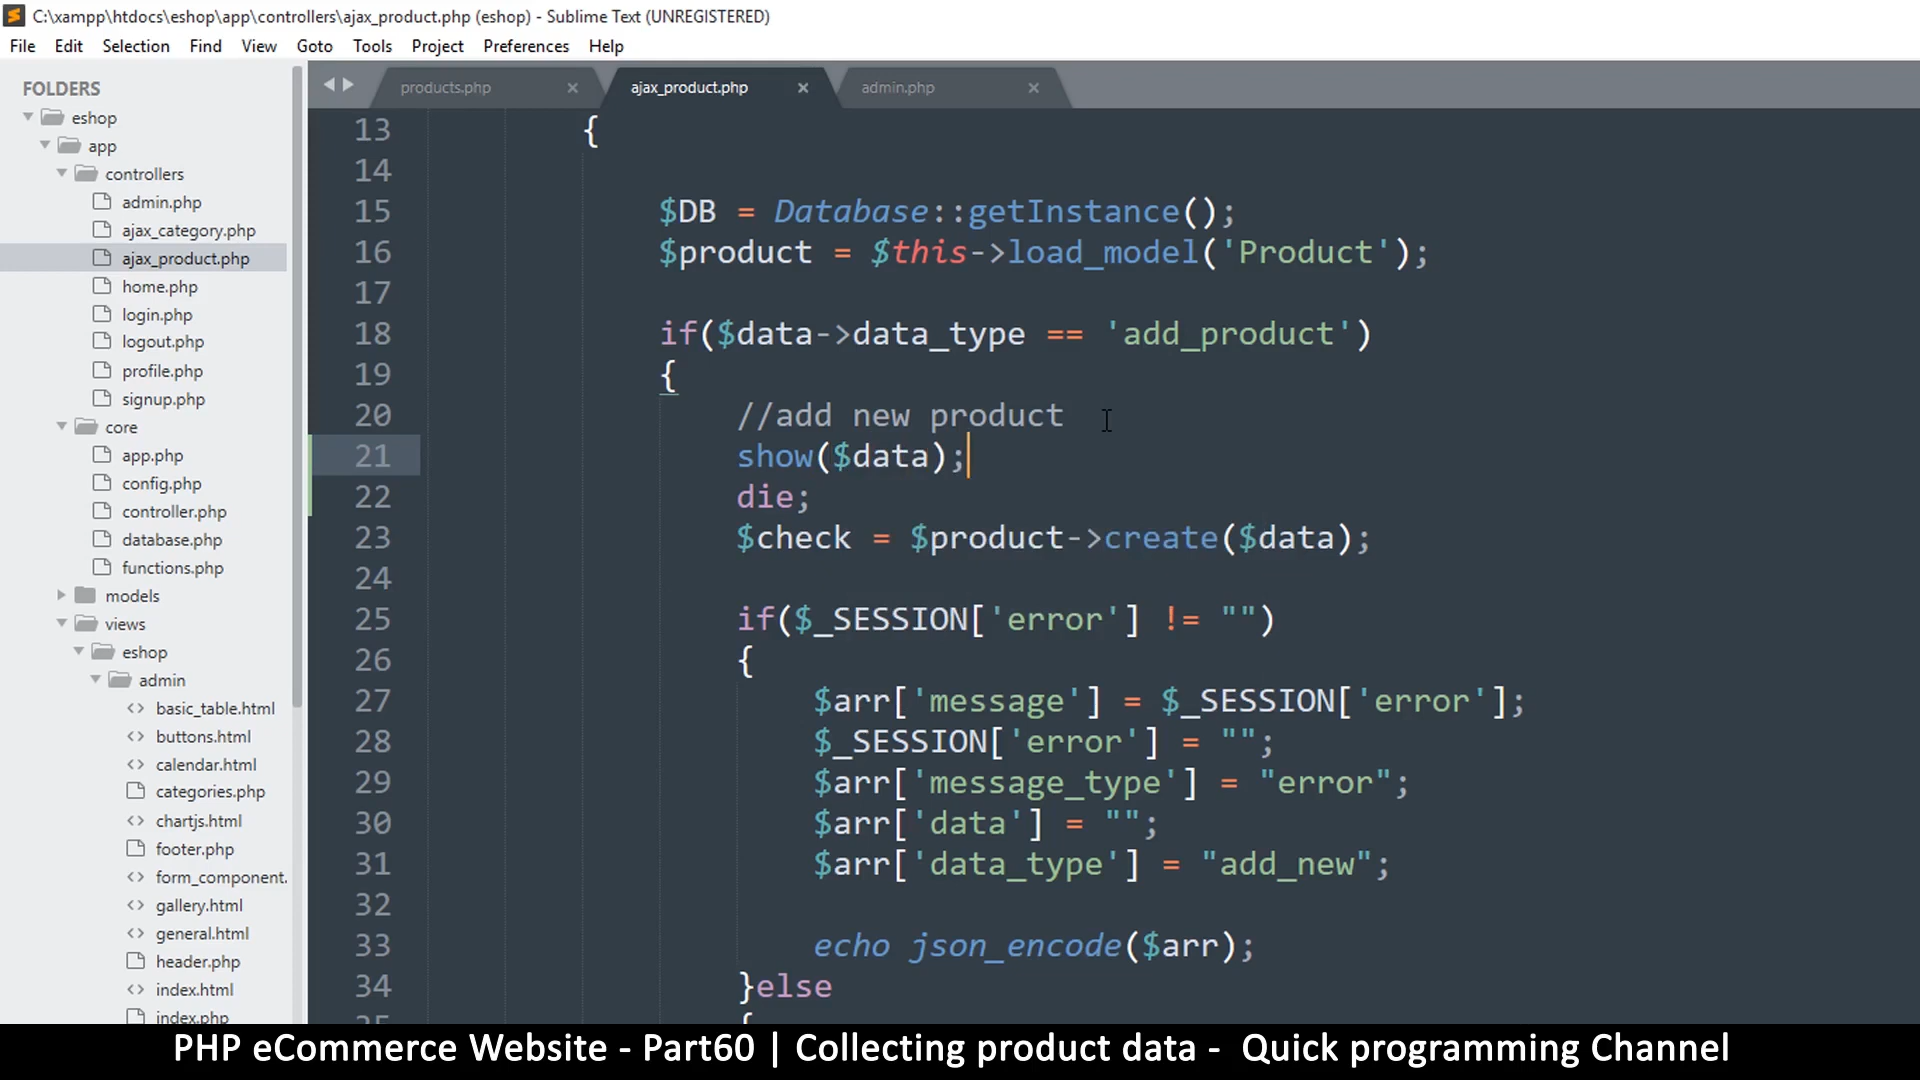 C:\xampp\htdocs\eshop\app\controllers\ajax_product.php (eshop) - Sublime Text (UNREGISTERED)
File Edit Selection Find View Goto Tools Project Preferences Help
FOLDERS
eshop
app
controllers
admin.php
ajax_category.php
ajax_product.php
home.php
login.php
logout.php
profile.php
signup.php
core
app.php
config.php
controller.php
database.php
functions.php
models
views
eshop
admin
basic_table.html
buttons.html
calendar.html
categories.php
chartjs.html
footer.php
form_component.
gallery.html
general.html
header.php
index.html
index.php
products.php × ajax_product.php × admin.php ×
13 {
14
15 $DB = Database::getInstance();
16 $product = $this->load_model('Product');
17
18 if($data->data_type == 'add_product')
19 {
20 //add new product
21 show($data);
22 die;
23 $check = $product->create($data);
24
25 if($_SESSION['error'] != "")
26 {
27 $arr['message'] = $_SESSION['error'];
28 $_SESSION['error'] = "";
29 $arr['message_type'] = "error";
30 $arr['data'] = "";
31 $arr['data_type'] = "add_new";
32
33 echo json_encode($arr);
34 }else
35 {
PHP eCommerce Website - Part60 | Collecting product data - Quick programming Channel